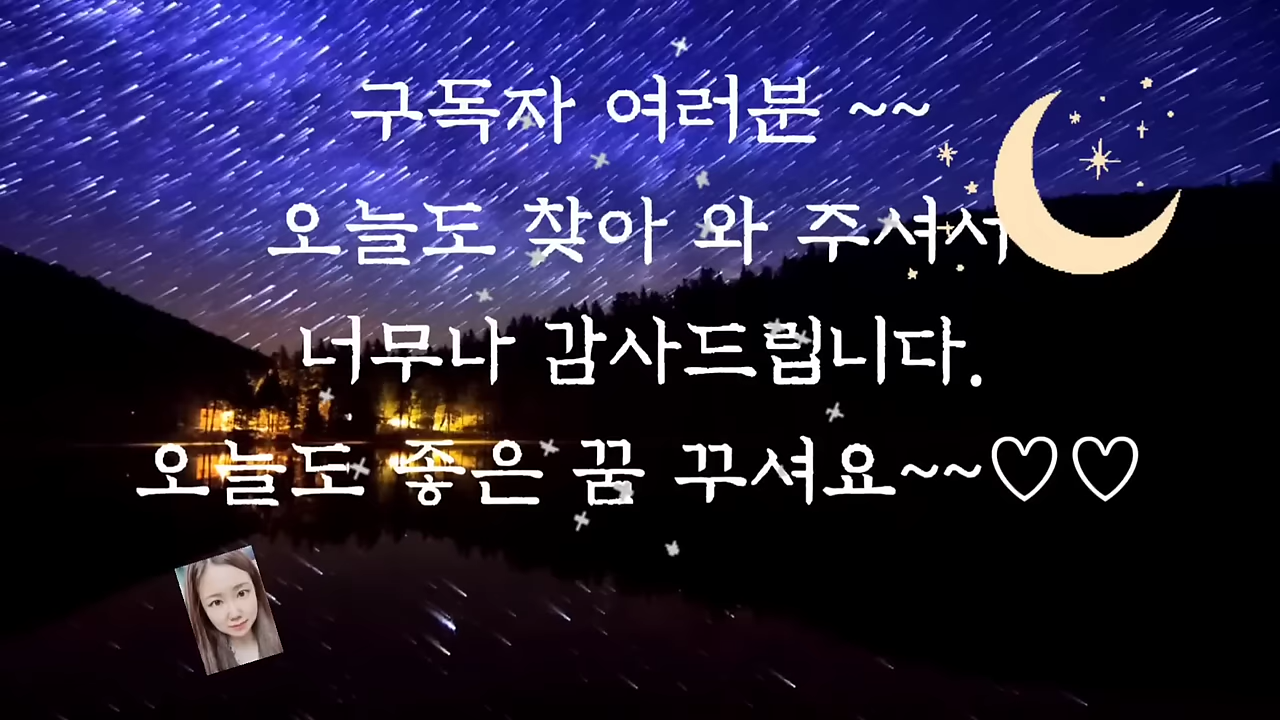 구독자 여러분 ~~
오늘도 찾아 와 주셔서
너무나 감사드립니다.
오늘도 좋은 꿈 꾸셔요~~♡♡